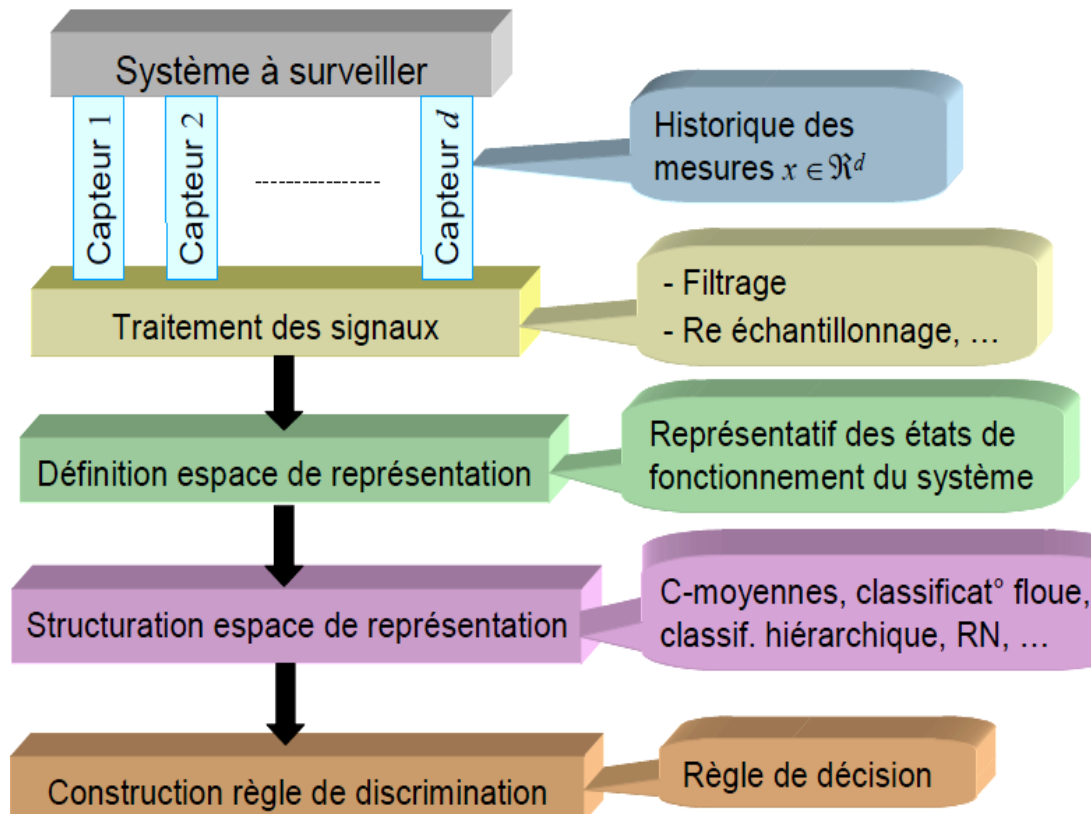 Système à surveiller
Capteur 1
Capteur 2
Capteur d
Historique des
mesures x ∈ ℜᵈ
Traitement des signaux
- Filtrage
- Re échantillonnage, …
Définition espace de représentation
Représentatif des états de
fonctionnement du système
Structuration espace de représentation
C-moyennes, classificat° floue,
classif. hiérarchique, RN, …
Construction règle de discrimination
Règle de décision